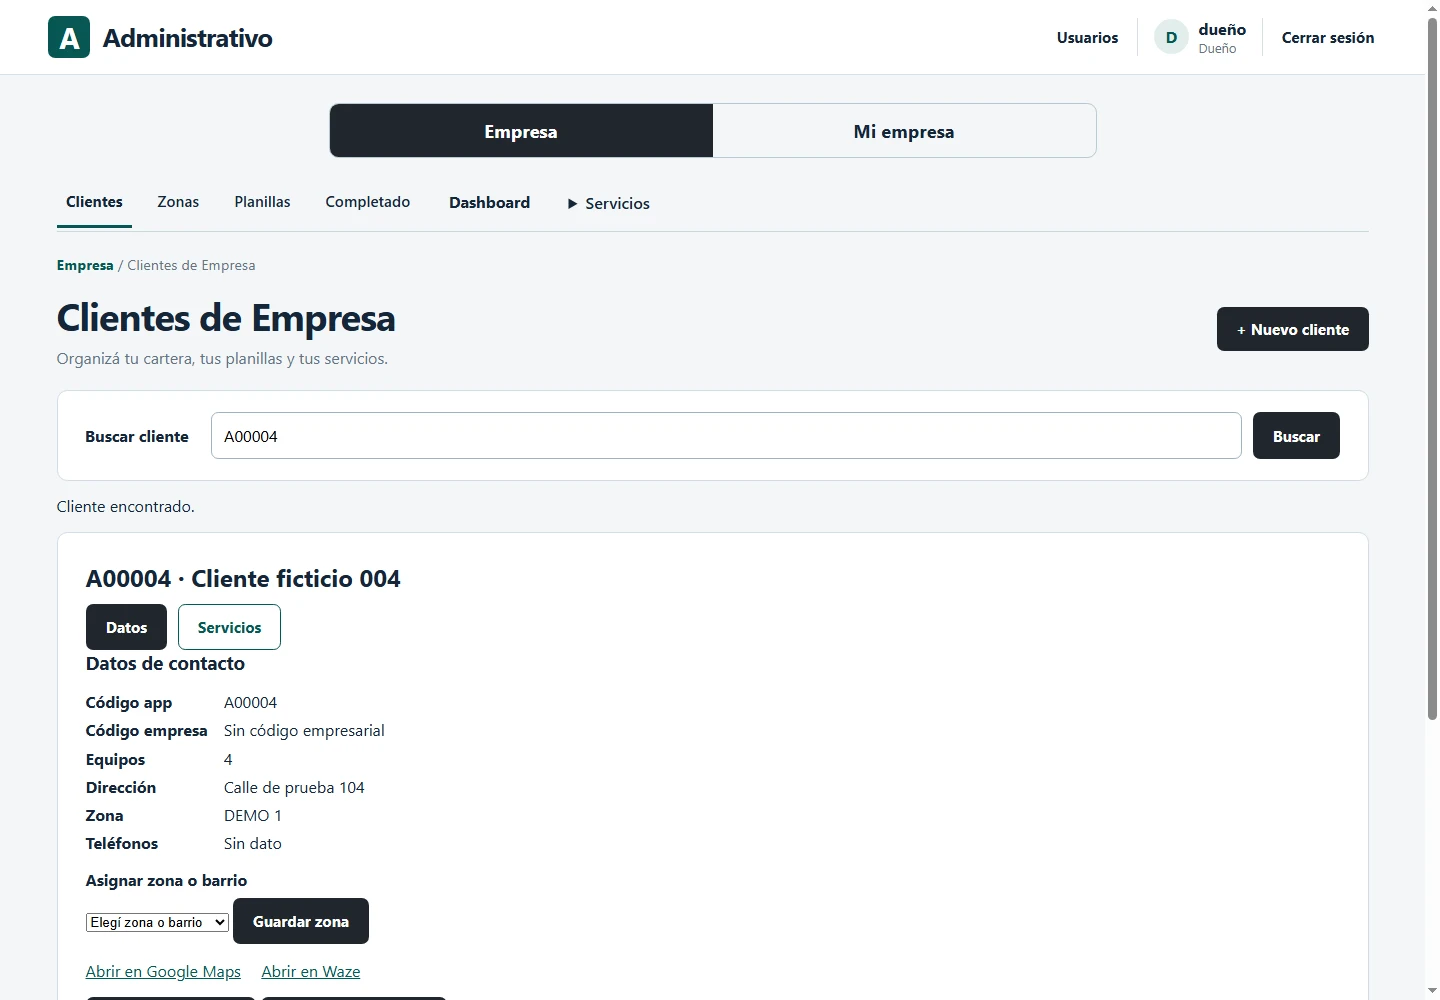 A Administrativo
Usuarios
D
dueño
Dueño
Cerrar sesión
Empresa
Mi empresa
Clientes
Zonas
Planillas
Completado
Dashboard
▶ Servicios
Empresa / Clientes de Empresa
Clientes de Empresa
+ Nuevo cliente
Organizá tu cartera, tus planillas y tus servicios.
Buscar cliente
A00004
Buscar
Cliente encontrado.
A00004 · Cliente ficticio 004
Datos
Servicios
Datos de contacto
Código app A00004
Código empresa Sin código empresarial
Equipos 4
Dirección Calle de prueba 104
Zona DEMO 1
Teléfonos Sin dato
Asignar zona o barrio
Elegí zona o barrio
Guardar zona
Abrir en Google Maps
Abrir en Waze